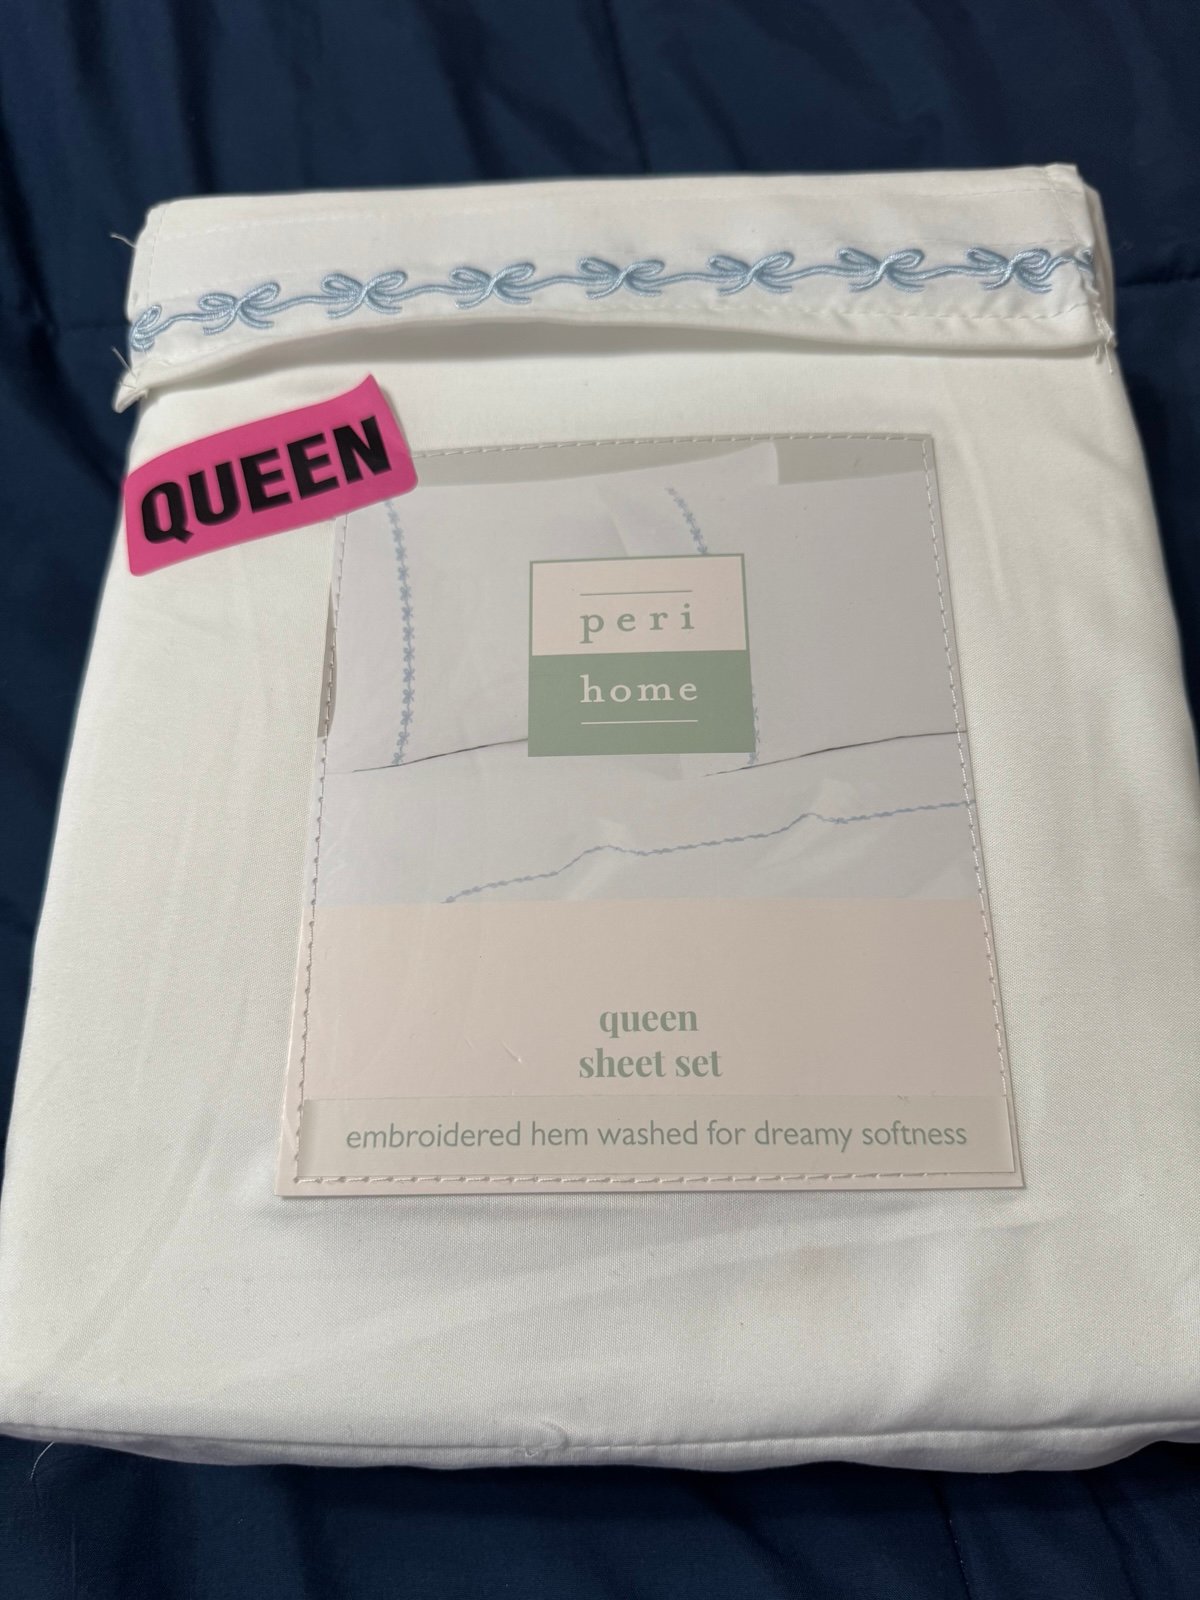 QUEEN
peri
home
queen
sheet set
embroidered hem washed for dreamy softness